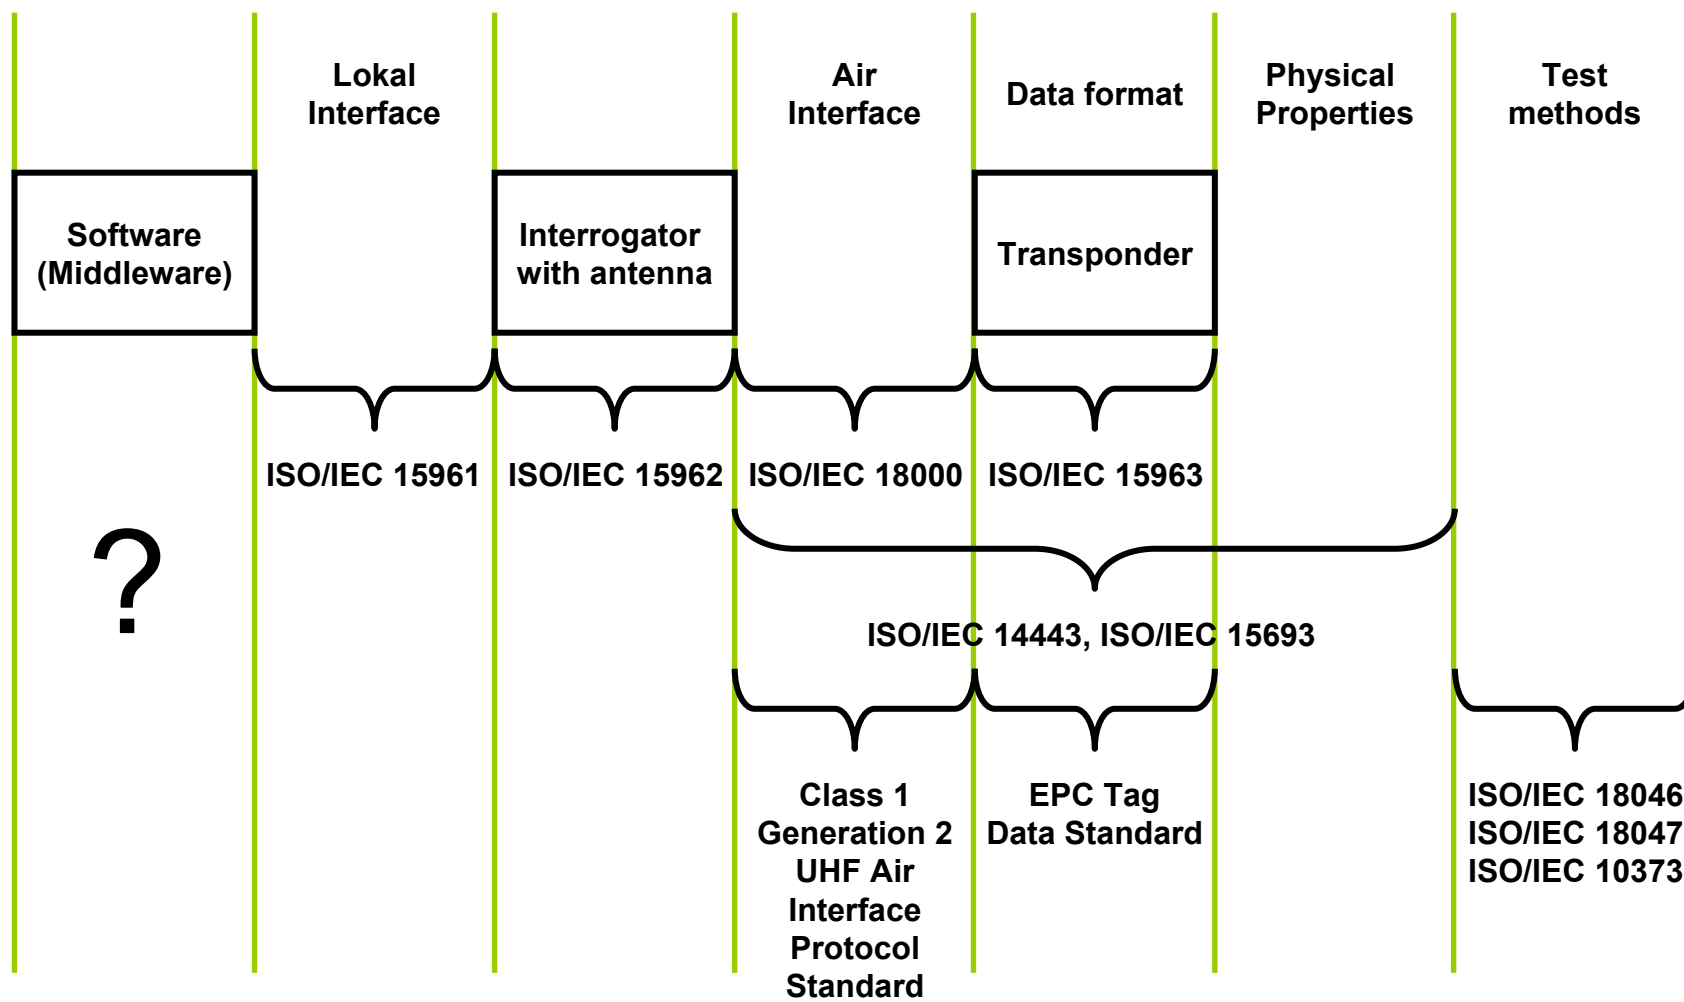 Lokal
Interface
Air
Interface
Data format
Physical
Properties
Test
methods
Software
(Middleware)
Interrogator
with antenna
Transponder
ISO/IEC 15961
ISO/IEC 15962
ISO/IEC 18000
ISO/IEC 15963
?
ISO/IEC 14443, ISO/IEC 15693
Class 1
Generation 2
UHF Air
Interface
Protocol
Standard
EPC Tag
Data Standard
ISO/IEC 18046
ISO/IEC 18047
ISO/IEC 10373